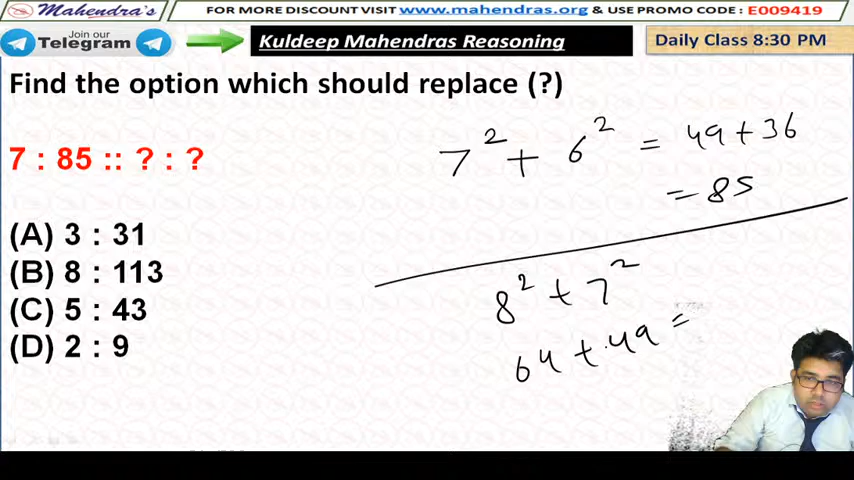 Mahendra's
FOR MORE DISCOUNT VISIT www.mahendras.org & USE PROMO CODE : E009419
Join our
Telegram
Kuldeep Mahendras Reasoning
Daily Class 8:30 PM
Find the option which should replace (?)
7 : 85 :: ? : ?
(A) 3 : 31
(B) 8 : 113
(C) 5 : 43
(D) 2 : 9
7² + 6² = 49 + 36
= 85
8² + 7²
64 + 49 =